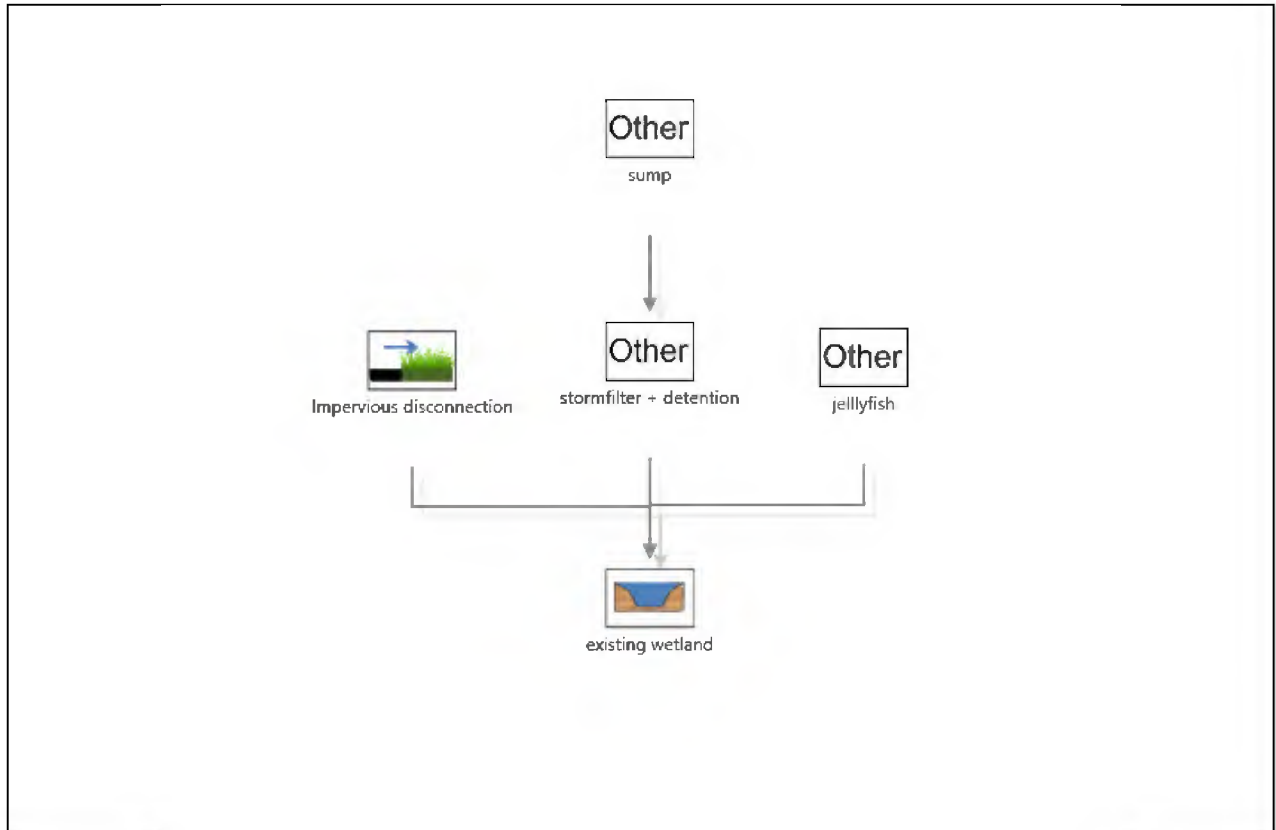 Other
sump
Other
Other
Impervious disconnection
stormfilter + detention
jelllyfish
existing wetland